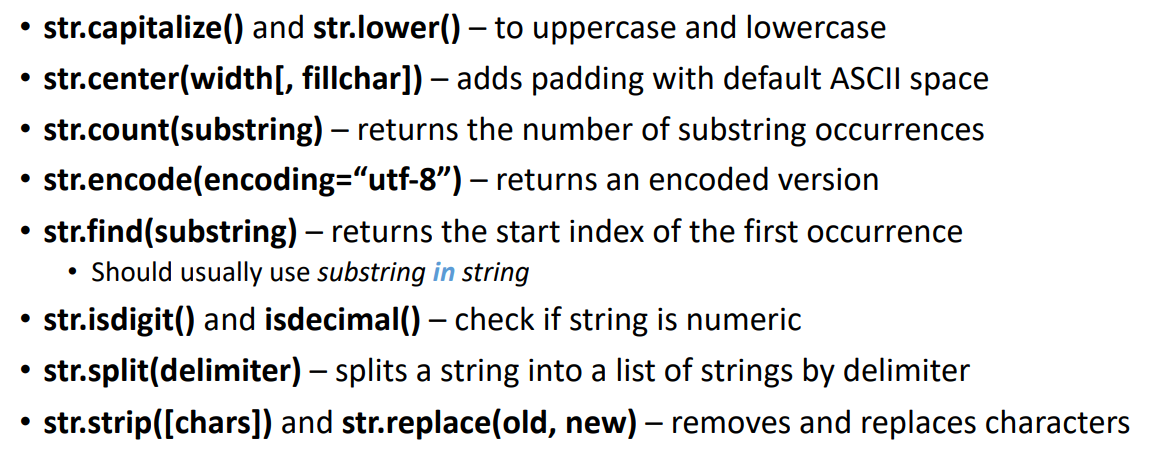 • str.capitalize() and str.lower() – to uppercase and lowercase
• str.center(width[, fillchar]) – adds padding with default ASCII space
• str.count(substring) – returns the number of substring occurrences
• str.encode(encoding=“utf-8”) – returns an encoded version
• str.find(substring) – returns the start index of the first occurrence
• Should usually use substring in string
• str.isdigit() and isdecimal() – check if string is numeric
• str.split(delimiter) – splits a string into a list of strings by delimiter
• str.strip([chars]) and str.replace(old, new) – removes and replaces characters